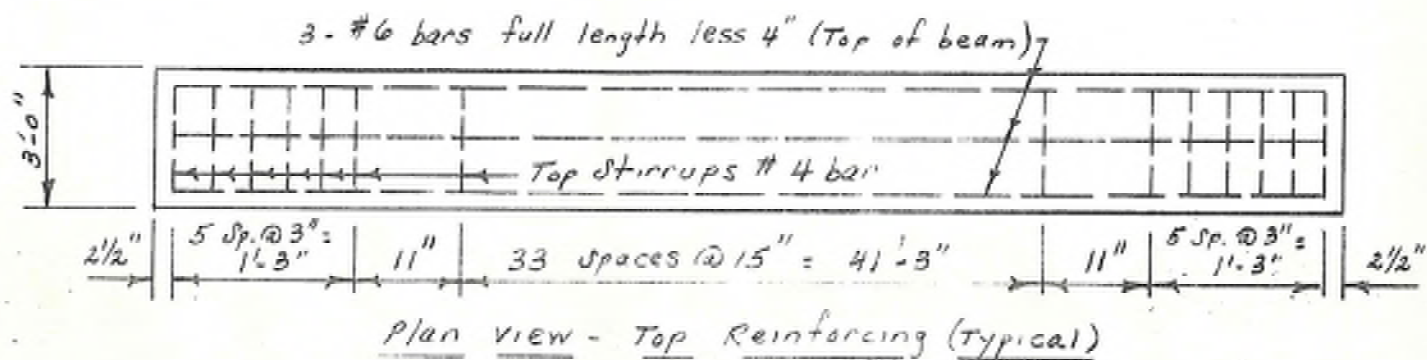 3 - #6 bars full length less 4" (Top of beam)
3'-0"
Top Stirrups # 4 bar
2½"
5 Sp. @ 3" =
1'-3"
11"
33 spaces @ 15" = 41'-3"
11"
5 Sp. @ 3" =
1'-3"
2½"
Plan View - Top Reinforcing (Typical)